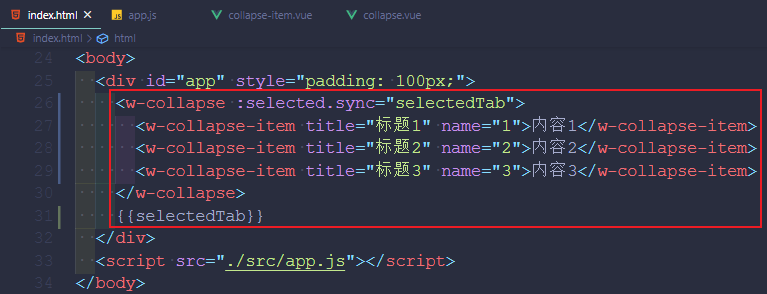 index.html × app.js collapse-item.vue collapse.vue
index.html > html
24 <body>
25 <div id="app" style="padding: 100px;">
26 <w-collapse :selected.sync="selectedTab">
27 <w-collapse-item title="标题1" name="1">内容1</w-collapse-item>
28 <w-collapse-item title="标题2" name="2">内容2</w-collapse-item>
29 <w-collapse-item title="标题3" name="3">内容3</w-collapse-item>
30 </w-collapse>
31 {{selectedTab}}
32 </div>
33 <script src="./src/app.js"></script>
34 </body>